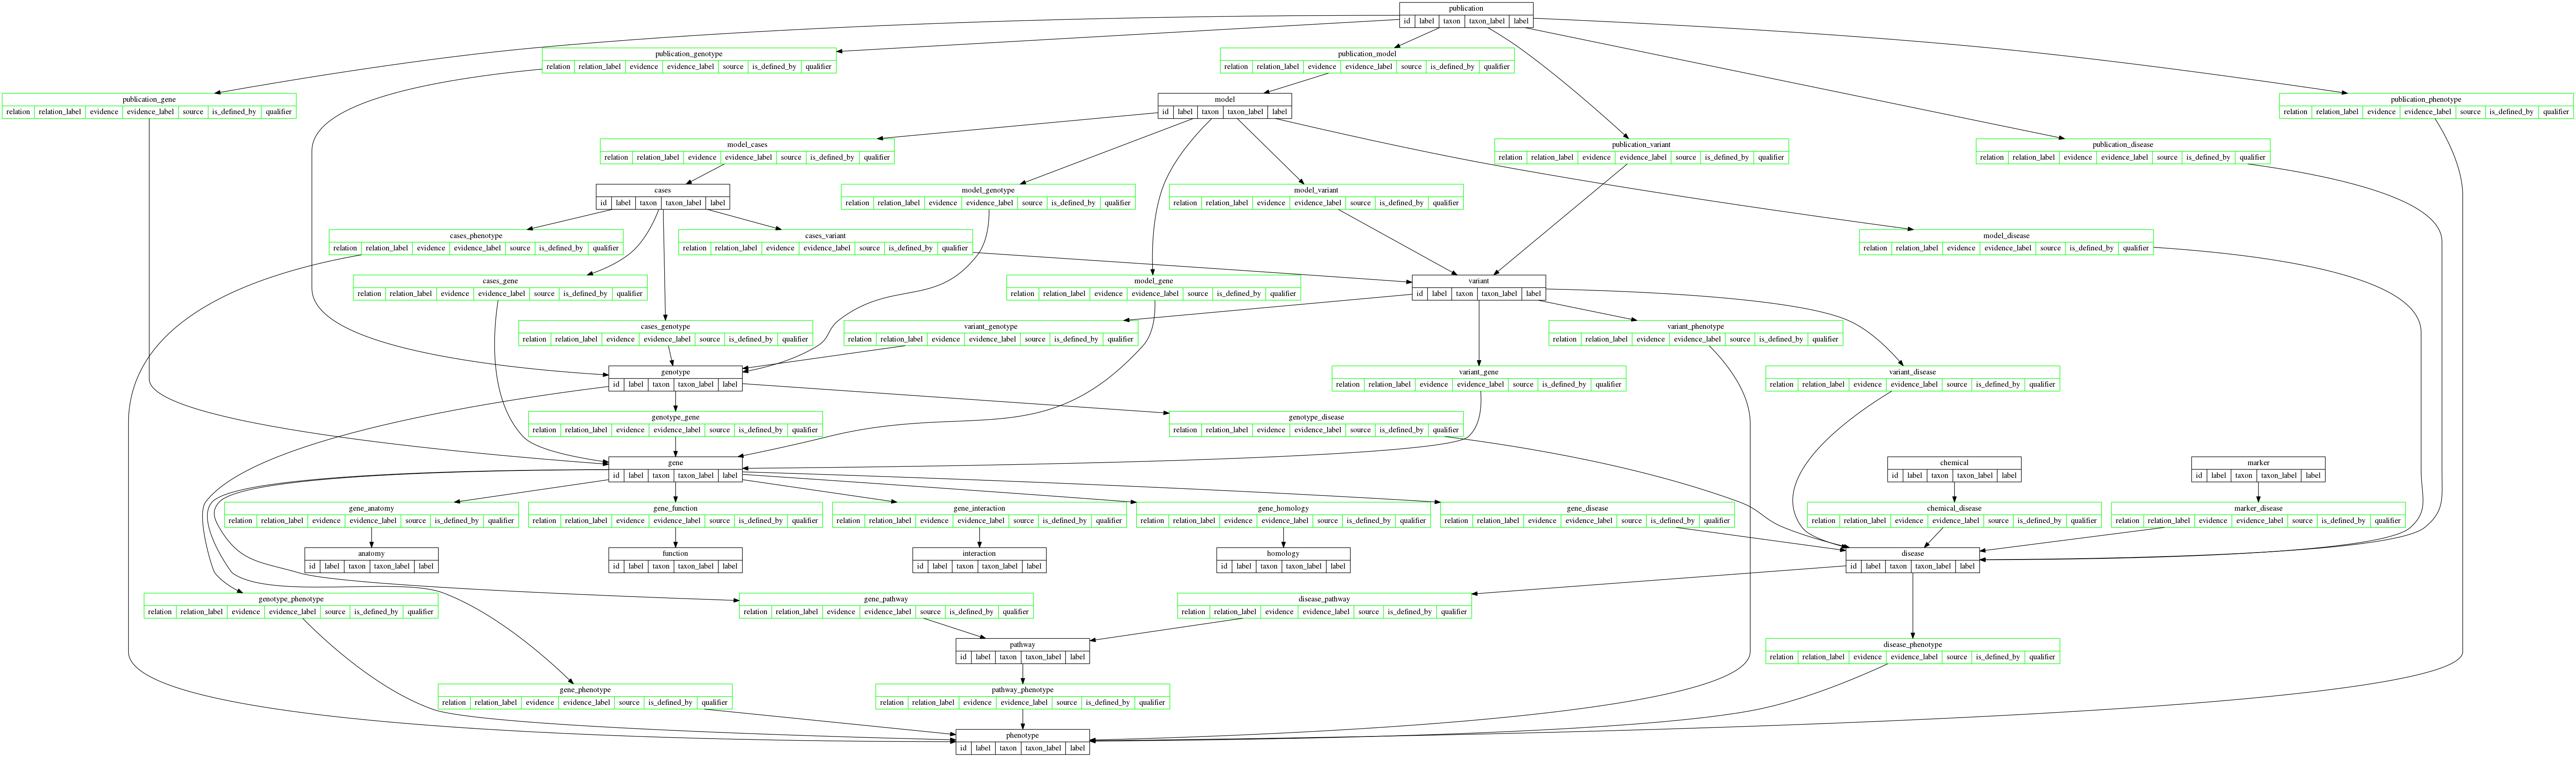 publication
id label taxon taxon_label label
publication_genotype
relation relation_label evidence evidence_label source is_defined_by qualifier
publication_model
relation relation_label evidence evidence_label source is_defined_by qualifier
publication_gene
relation relation_label evidence evidence_label source is_defined_by qualifier
model
id label taxon taxon_label label
publication_phenotype
relation relation_label evidence evidence_label source is_defined_by qualifier
model_cases
relation relation_label evidence evidence_label source is_defined_by qualifier
publication_variant
relation relation_label evidence evidence_label source is_defined_by qualifier
publication_disease
relation relation_label evidence evidence_label source is_defined_by qualifier
cases
id label taxon taxon_label label
model_genotype
relation relation_label evidence evidence_label source is_defined_by qualifier
model_variant
relation relation_label evidence evidence_label source is_defined_by qualifier
cases_phenotype
relation relation_label evidence evidence_label source is_defined_by qualifier
cases_variant
relation relation_label evidence evidence_label source is_defined_by qualifier
model_disease
relation relation_label evidence evidence_label source is_defined_by qualifier
cases_gene
relation relation_label evidence evidence_label source is_defined_by qualifier
model_gene
relation relation_label evidence evidence_label source is_defined_by qualifier
variant
id label taxon taxon_label label
cases_genotype
relation relation_label evidence evidence_label source is_defined_by qualifier
variant_genotype
relation relation_label evidence evidence_label source is_defined_by qualifier
variant_phenotype
relation relation_label evidence evidence_label source is_defined_by qualifier
genotype
id label taxon taxon_label label
variant_gene
relation relation_label evidence evidence_label source is_defined_by qualifier
variant_disease
relation relation_label evidence evidence_label source is_defined_by qualifier
genotype_gene
relation relation_label evidence evidence_label source is_defined_by qualifier
genotype_disease
relation relation_label evidence evidence_label source is_defined_by qualifier
gene
id label taxon taxon_label label
chemical
id label taxon taxon_label label
marker
id label taxon taxon_label label
gene_anatomy
relation relation_label evidence evidence_label source is_defined_by qualifier
gene_function
relation relation_label evidence evidence_label source is_defined_by qualifier
gene_interaction
relation relation_label evidence evidence_label source is_defined_by qualifier
gene_homology
relation relation_label evidence evidence_label source is_defined_by qualifier
gene_disease
relation relation_label evidence evidence_label source is_defined_by qualifier
chemical_disease
relation relation_label evidence evidence_label source is_defined_by qualifier
marker_disease
relation relation_label evidence evidence_label source is_defined_by qualifier
anatomy
id label taxon taxon_label label
function
id label taxon taxon_label label
interaction
id label taxon taxon_label label
homology
id label taxon taxon_label label
disease
id label taxon taxon_label label
genotype_phenotype
relation relation_label evidence evidence_label source is_defined_by qualifier
gene_pathway
relation relation_label evidence evidence_label source is_defined_by qualifier
disease_pathway
relation relation_label evidence evidence_label source is_defined_by qualifier
pathway
id label taxon taxon_label label
disease_phenotype
relation relation_label evidence evidence_label source is_defined_by qualifier
gene_phenotype
relation relation_label evidence evidence_label source is_defined_by qualifier
pathway_phenotype
relation relation_label evidence evidence_label source is_defined_by qualifier
phenotype
id label taxon taxon_label label